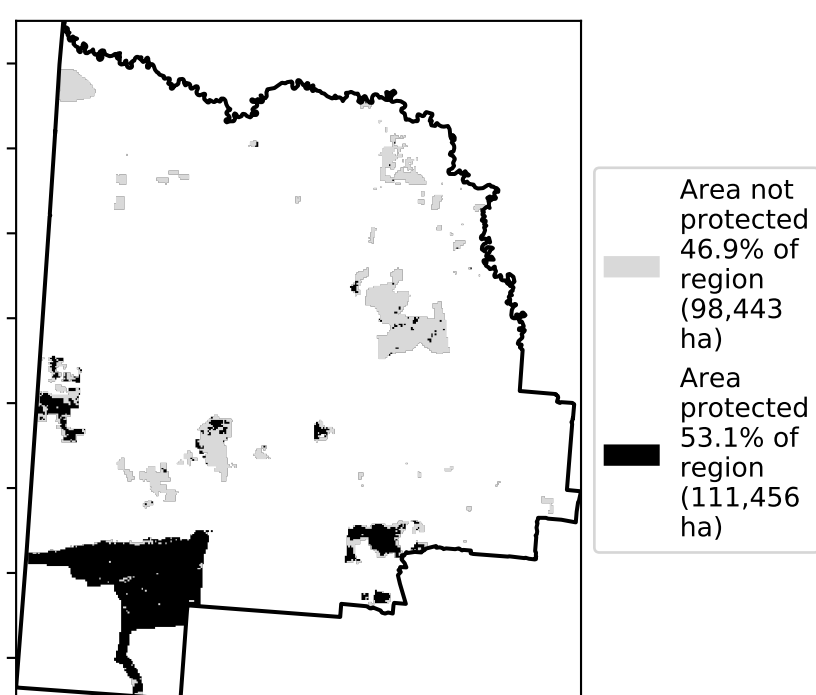 Area not
protected
46.9% of
region
(98,443
ha)
Area
protected
53.1% of
region
(111,456
ha)